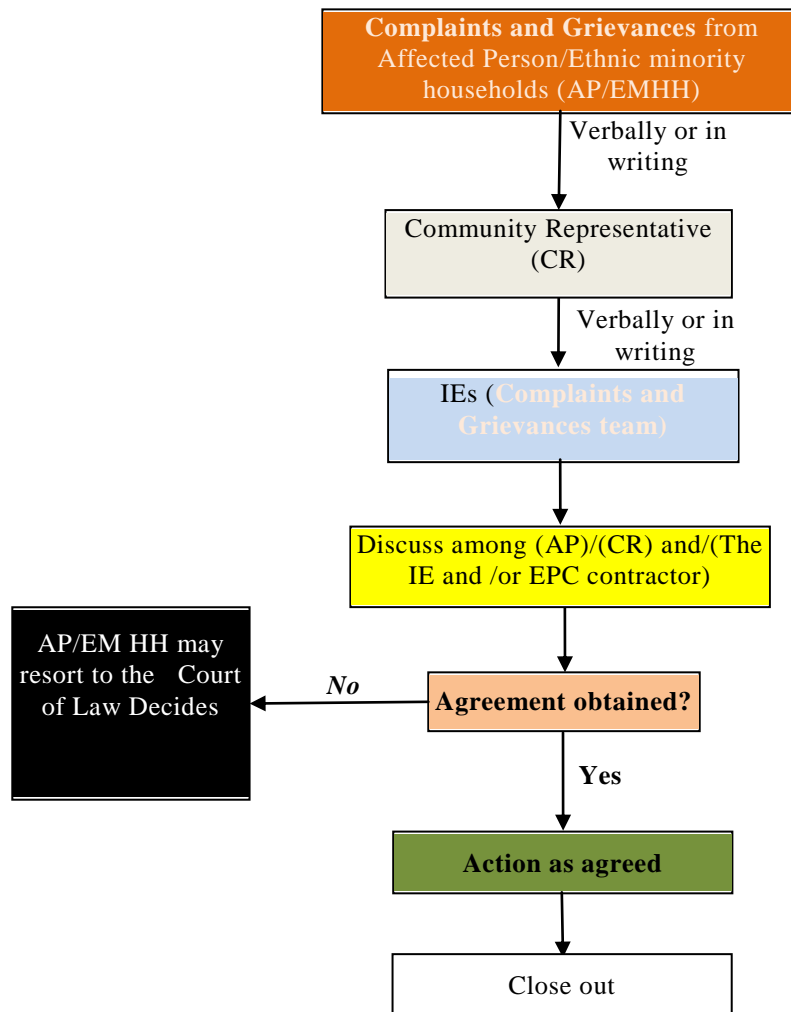 Complaints and Grievances from
Affected Person/Ethnic minority
households (AP/EMHH)
Verbally or in
writing
Community Representative
(CR)
Verbally or in
writing
IEs (Complaints and
Grievances team)
Discuss among (AP)/(CR) and/(The
IE and /or EPC contractor)
AP/EM HH may
resort to the Court
of Law Decides
No
Agreement obtained?
Yes
Action as agreed
Close out